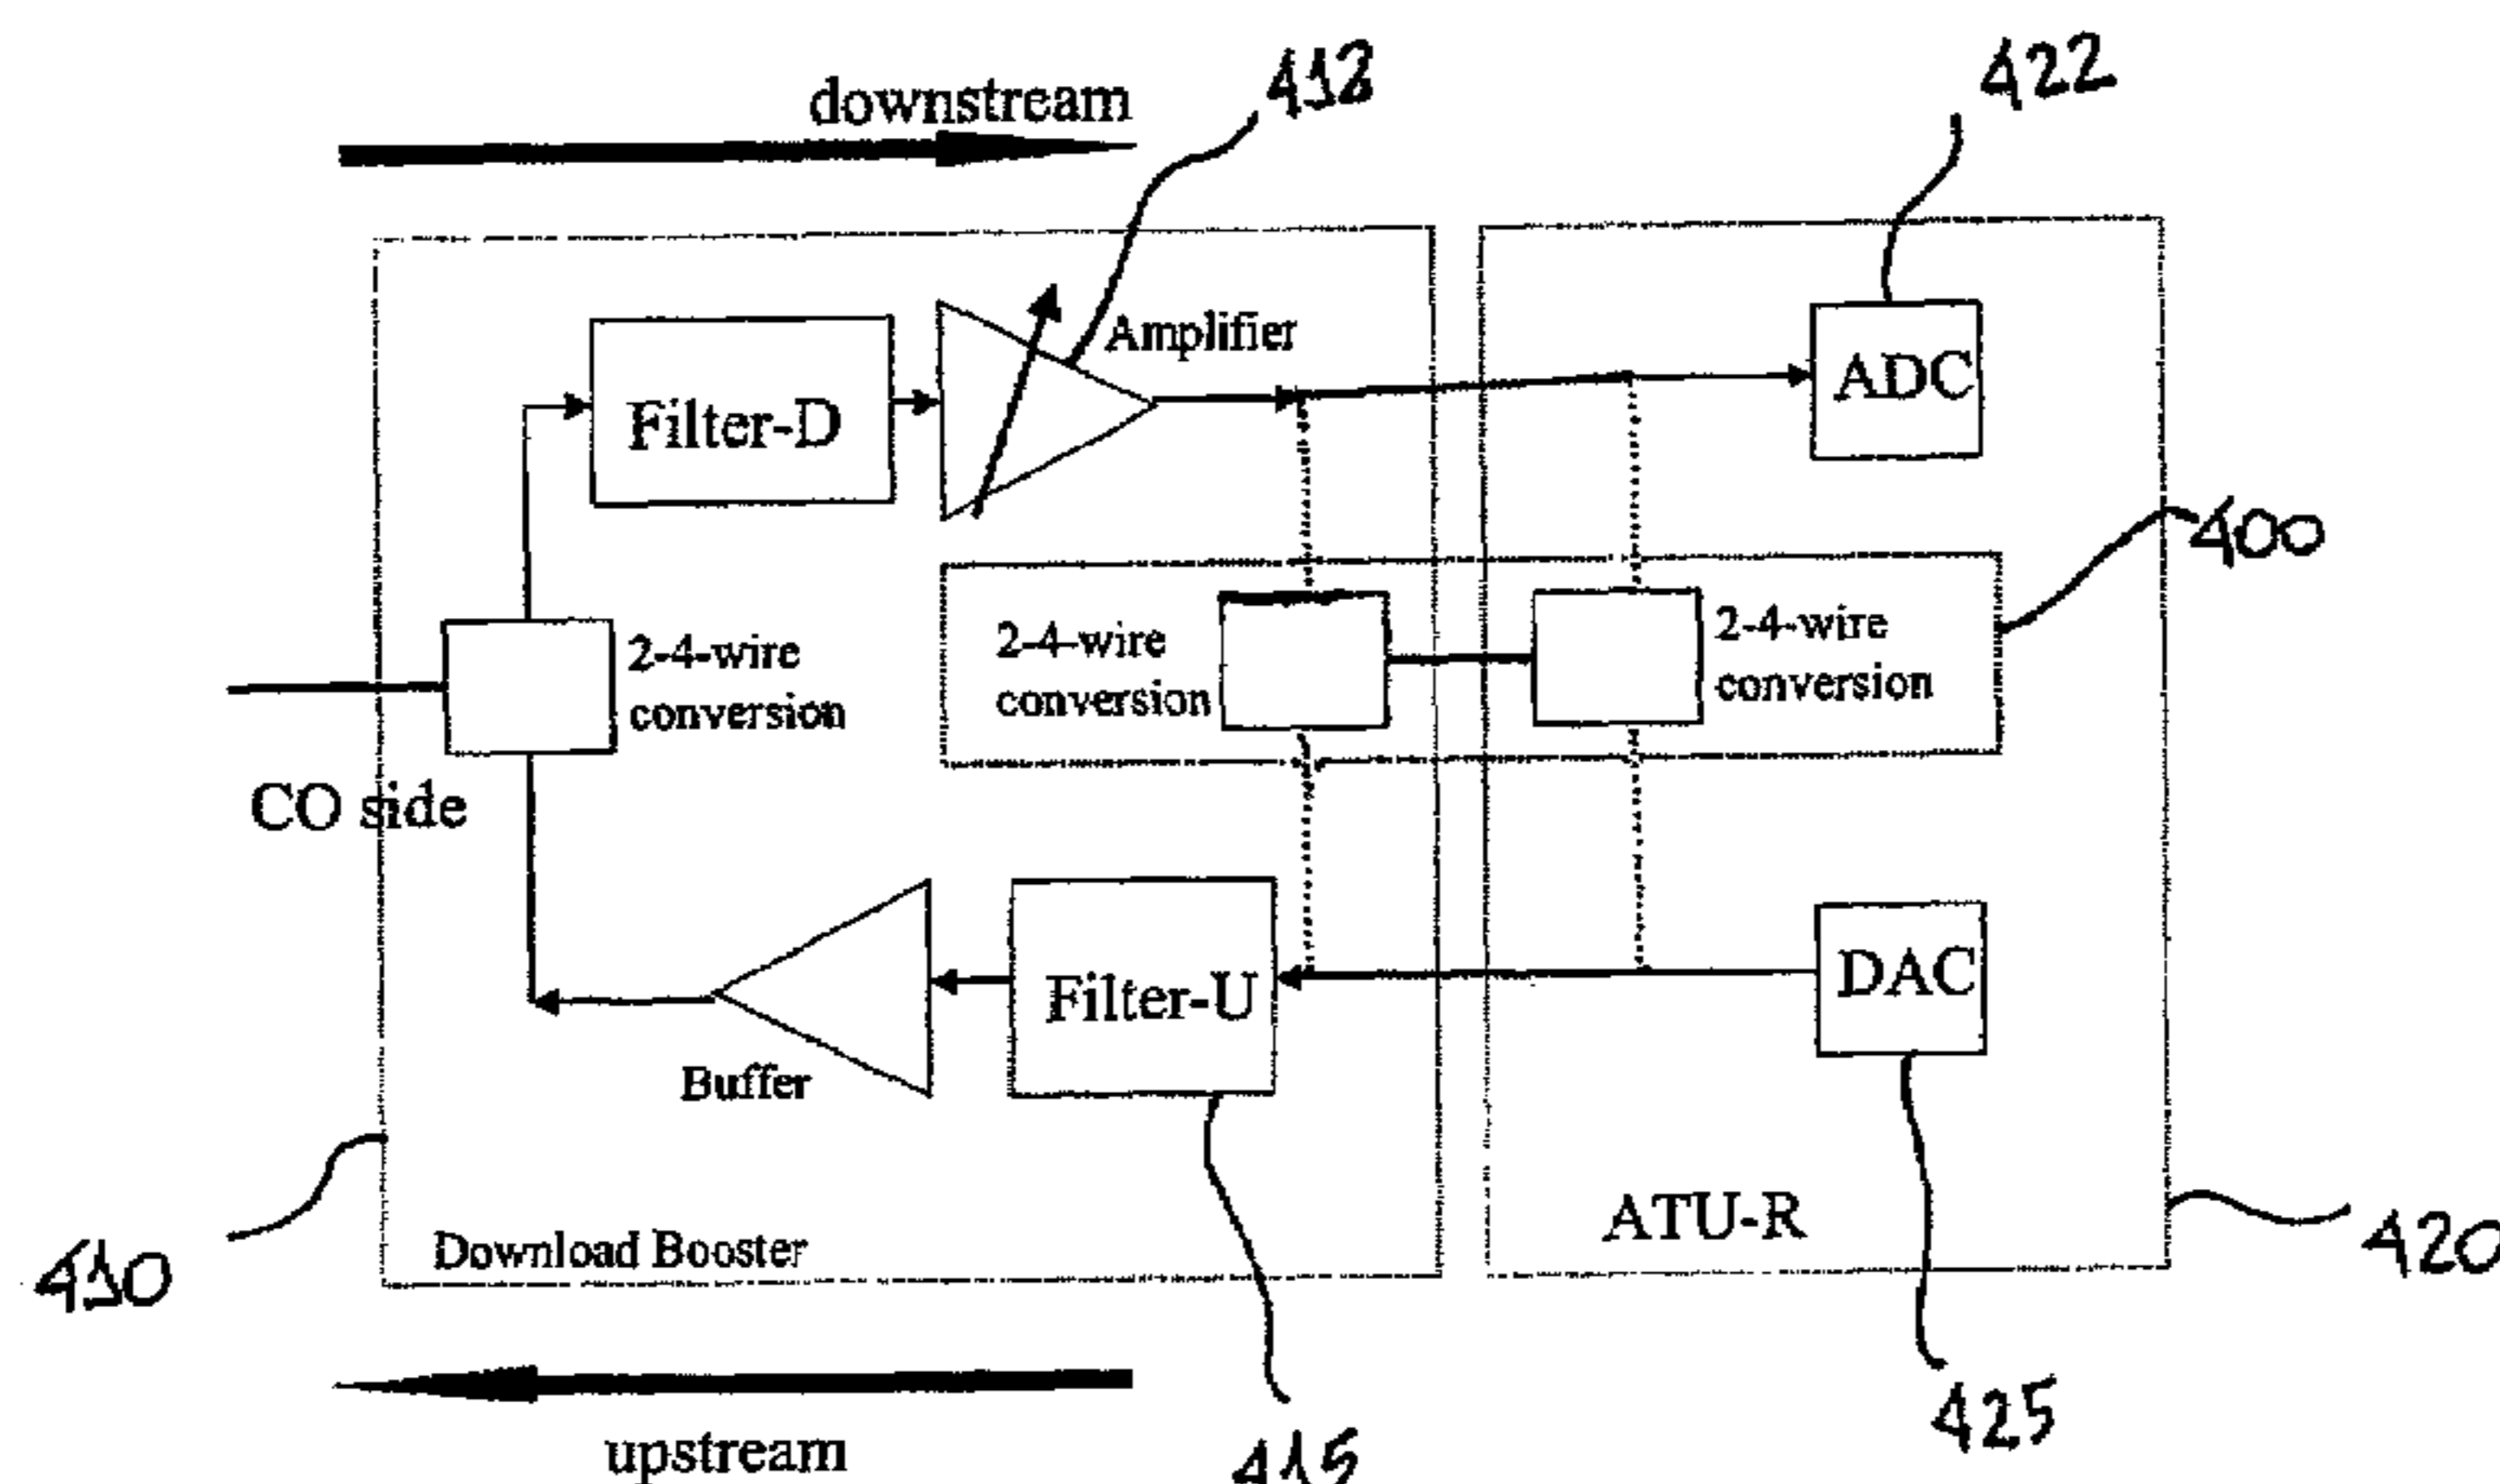 downstream
412
422
Amplifier
Filter-D
ADC
400
2-4-wire
conversion
2-4-wire
conversion
2-4-wire
conversion
CO side
Filter-U
DAC
Buffer
Download Booster
ATU-R
410
420
425
upstream
415